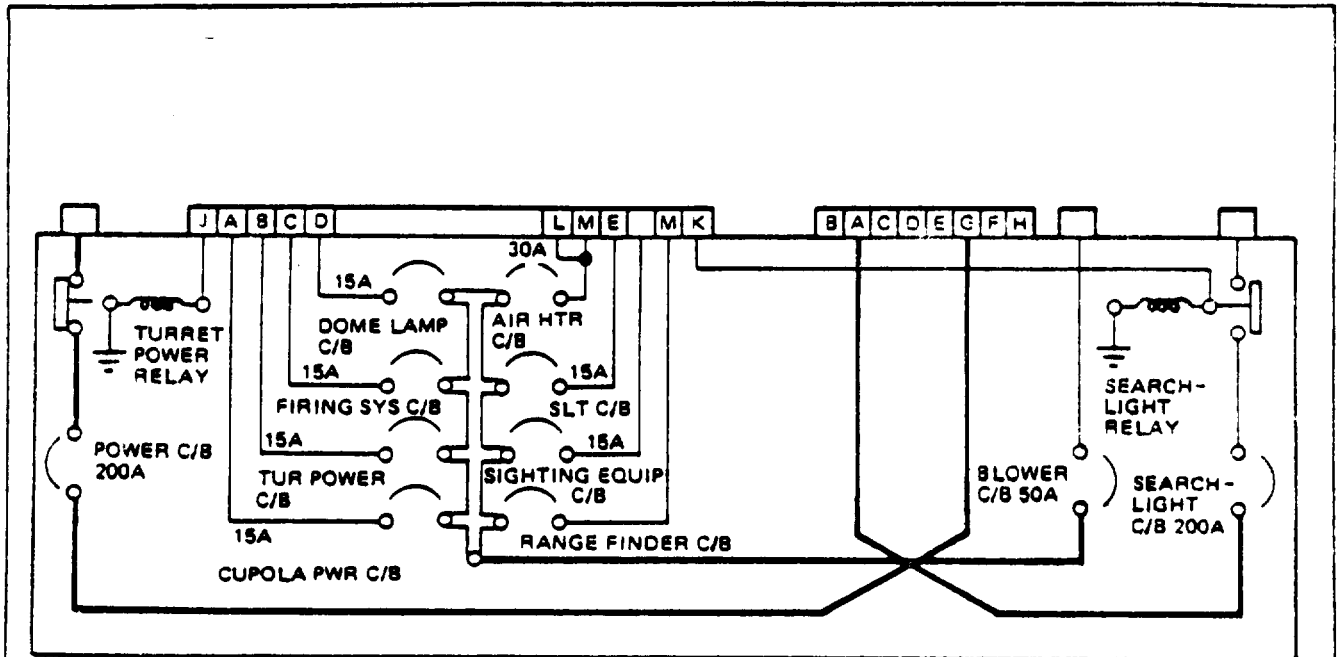 J A B C D
L M E M K
B A C D E G F H
30A
15A
DOME LAMP
C/B
AIR HTR
C/B
TURRET
POWER
RELAY
15A
FIRING SYS C/B
15A
SLT C/B
SEARCH-
LIGHT
RELAY
POWER C/B
200A
15A
TUR POWER
C/B
15A
SIGHTING EQUIP
C/B
BLOWER
C/B 50A
SEARCH-
LIGHT
C/B 200A
15A
CUPOLA PWR C/B
RANGE FINDER C/B